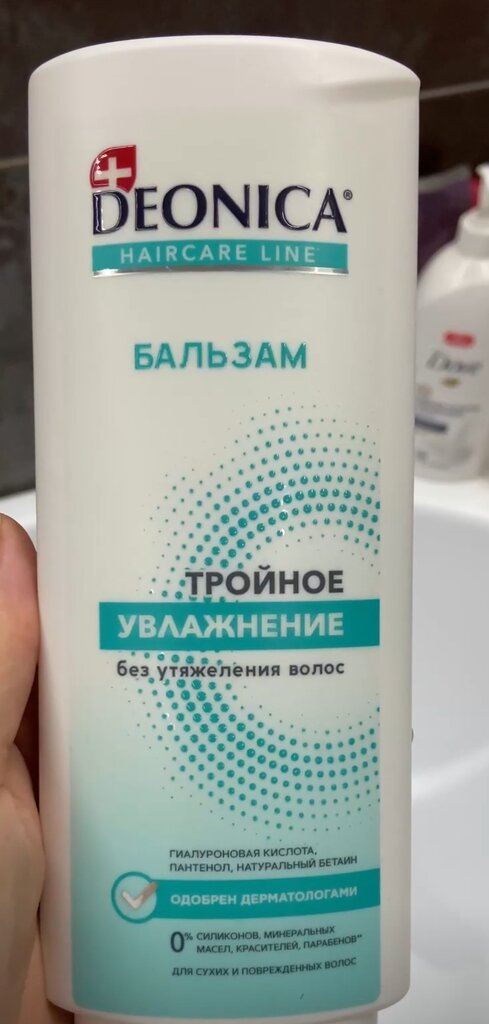 DEONICA®
HAIRCARE LINE
БАЛЬЗАМ
Dove
ТРОЙНОЕ
УВЛАЖНЕНИЕ
без утяжеления волос
ГИАЛУРОНОВАЯ КИСЛОТА,
ПАНТЕНОЛ, НАТУРАЛЬНЫЙ БЕТАИН
ОДОБРЕН ДЕРМАТОЛОГАМИ
0% СИЛИКОНОВ, МИНЕРАЛЬНЫХ
МАСЕЛ, КРАСИТЕЛЕЙ, ПАРАБЕНОВ**
ДЛЯ СУХИХ И ПОВРЕЖДЕННЫХ ВОЛОС